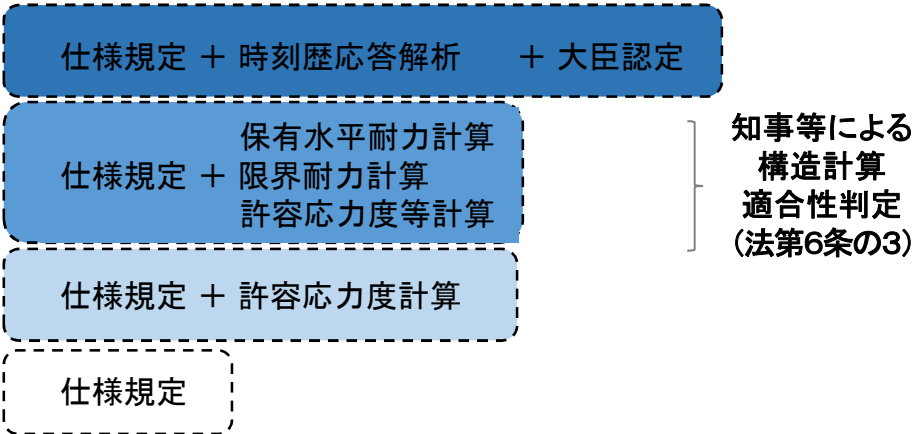 仕様規定 ＋ 時刻歴応答解析　＋ 大臣認定
保有水平耐力計算
仕様規定 ＋ 限界耐力計算
許容応力度等計算
知事等による
構造計算
適合性判定
（法第６条の３）
仕様規定 ＋ 許容応力度計算
仕様規定